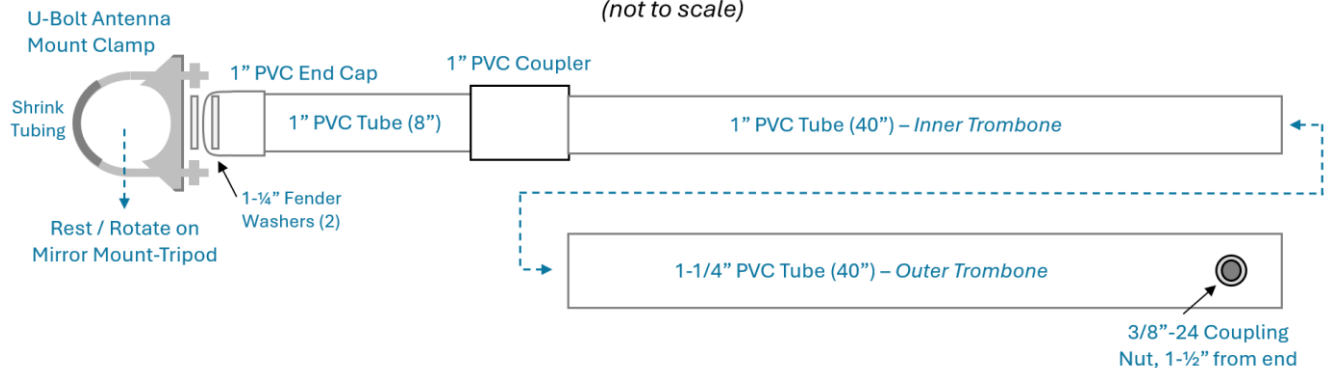 (not to scale)
U-Bolt Antenna
Mount Clamp
1” PVC End Cap
1” PVC Coupler
Shrink
Tubing
1” PVC Tube (8”)
1” PVC Tube (40”) – Inner Trombone
1-¼” Fender
Washers (2)
Rest / Rotate on
Mirror Mount-Tripod
1-1/4” PVC Tube (40”) – Outer Trombone
3/8”-24 Coupling
Nut, 1-½” from end